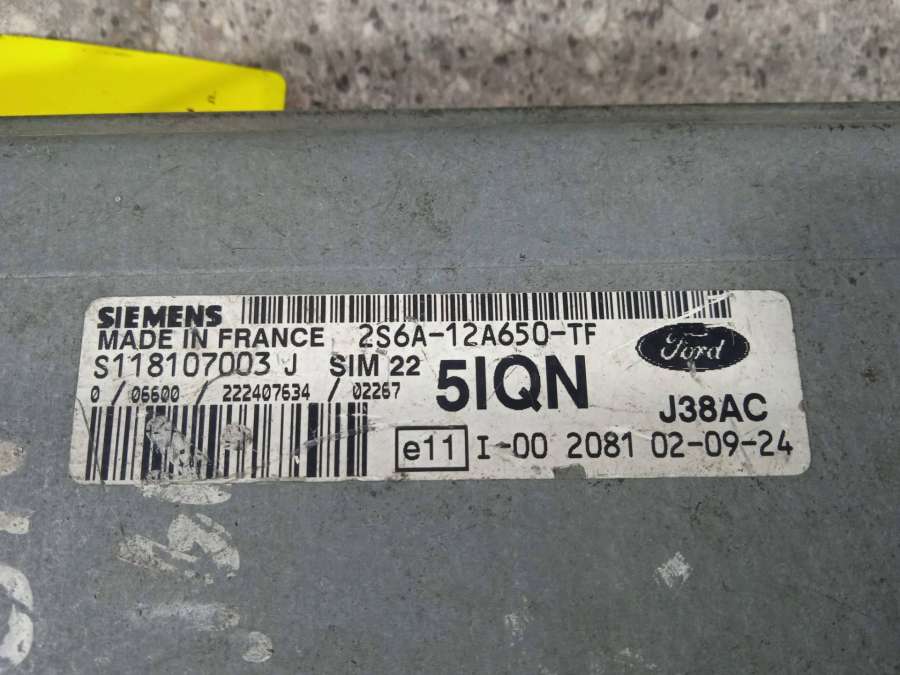 SIEMENS
MADE IN FRANCE 2S6A-12A650-TF
S118107003 J SIM 22
0 / 06600 / 222407634 / 02267
5IQN
Ford
J38AC
e11 I-00 2081 02-09-24